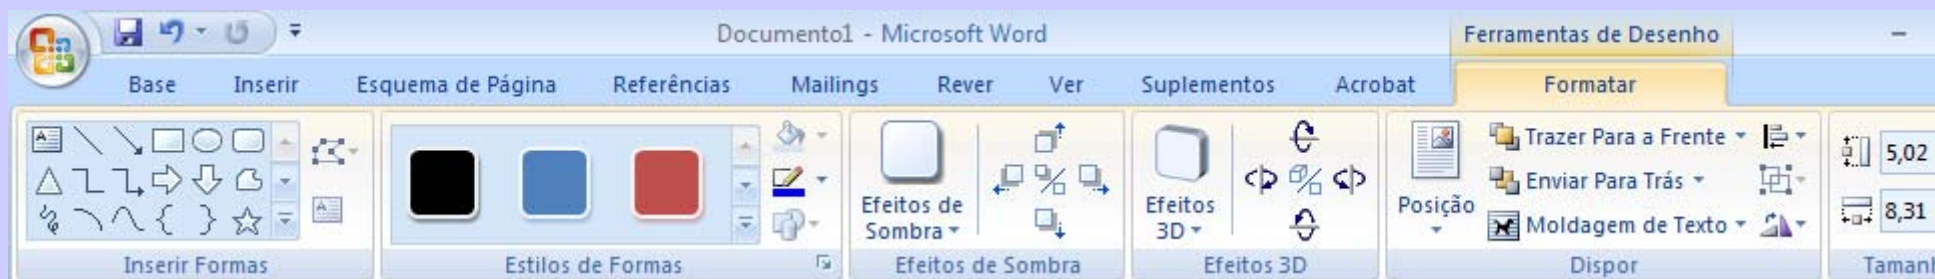 Documento1 - Microsoft Word
Ferramentas de Desenho
Base Inserir Esquema de Página Referências Mailings Rever Ver Suplementos Acrobat Formatar
Efeitos de Sombra
Efeitos 3D
Posição
Trazer Para a Frente
Enviar Para Trás
Moldagem de Texto
5,02
8,31
Inserir Formas Estilos de Formas Efeitos de Sombra Efeitos 3D Dispor Tamanh